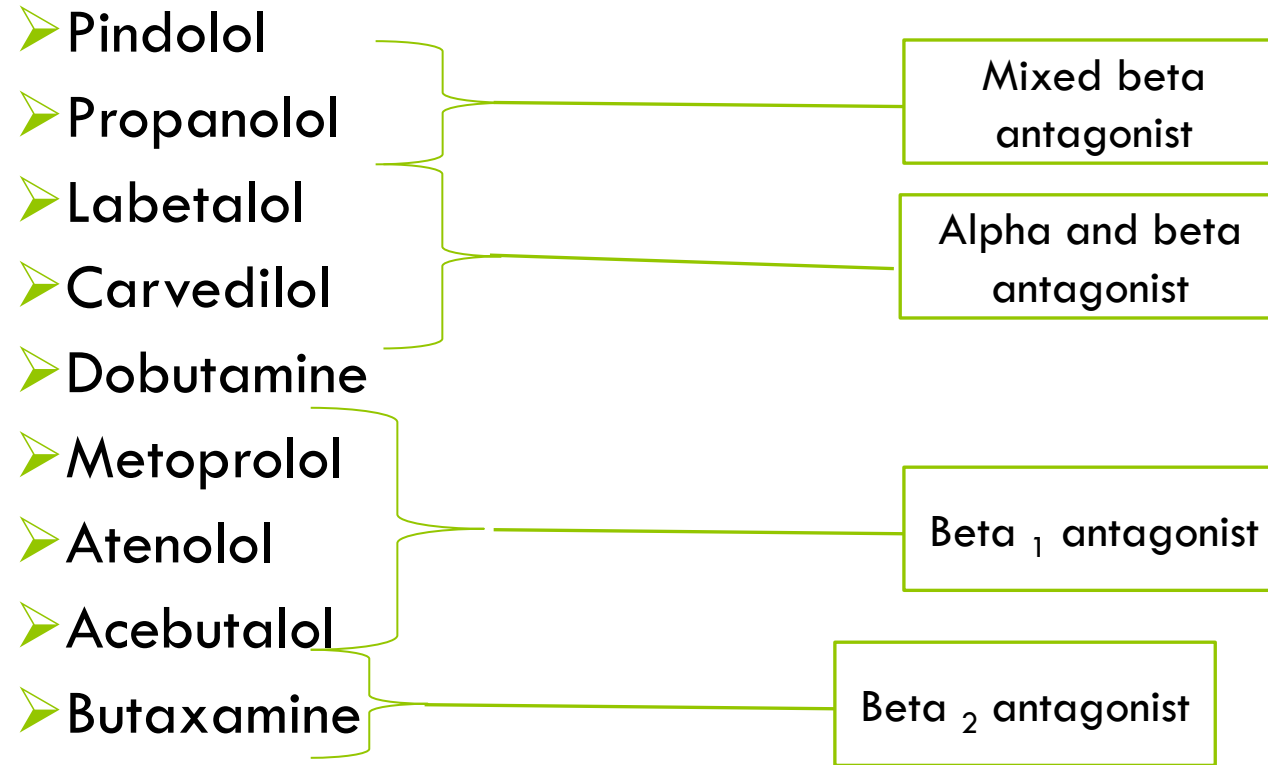 Pindolol
Propanolol
Labetalol
Carvedilol
Dobutamine
Metoprolol
Atenolol
Acebutalol
Butaxamine
Mixed beta
antagonist
Alpha and beta
antagonist
Beta 1 antagonist
Beta 2 antagonist